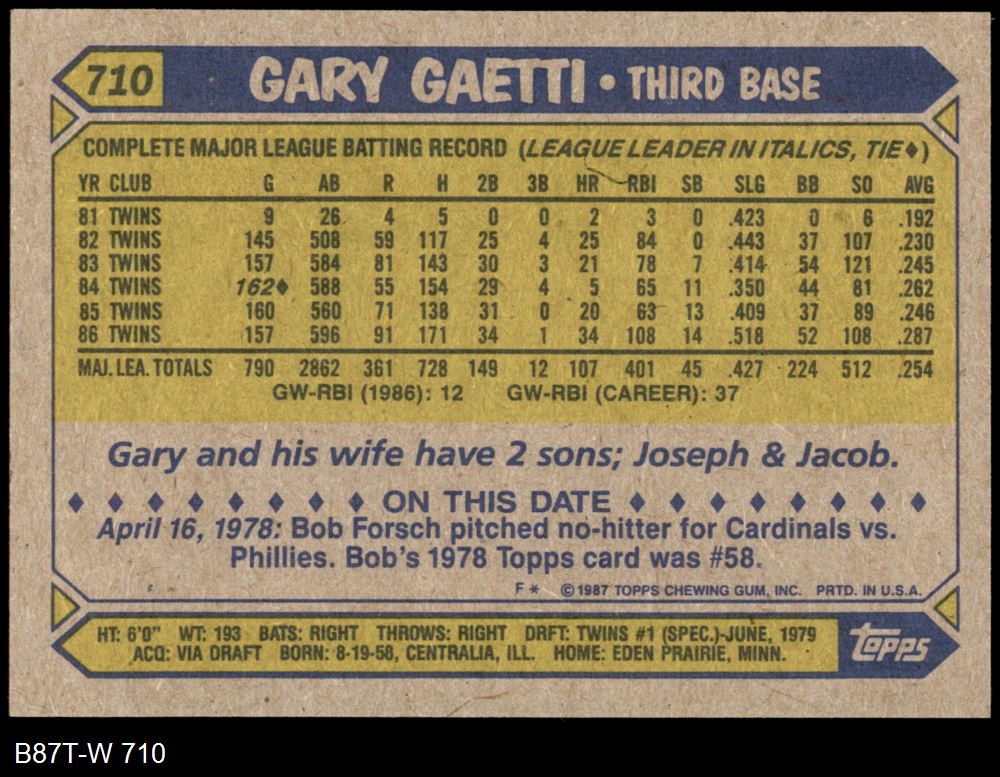 710 GARY GAETTI • THIRD BASE
COMPLETE MAJOR LEAGUE BATTING RECORD (LEAGUE LEADER IN ITALICS, TIE♦)
YR CLUB G AB R H 2B 3B HR RBI SB SLG BB SO AVG
81 TWINS 9 26 4 5 0 0 2 3 0 .423 0 6 .192
82 TWINS 145 508 59 117 25 4 25 84 0 .443 37 107 .230
83 TWINS 157 584 81 143 30 3 21 78 7 .414 54 121 .245
84 TWINS 162♦ 588 55 154 29 4 5 65 11 .350 44 81 .262
85 TWINS 160 560 71 138 31 0 20 63 13 .409 37 89 .246
86 TWINS 157 596 91 171 34 1 34 108 14 .518 52 108 .287
MAJ. LEA. TOTALS 790 2862 361 728 149 12 107 401 45 .427 224 512 .254
GW-RBI (1986): 12 GW-RBI (CAREER): 37
Gary and his wife have 2 sons; Joseph & Jacob.
♦ ♦ ♦ ♦ ♦ ♦ ♦ ♦ ON THIS DATE ♦ ♦ ♦ ♦ ♦ ♦ ♦ ♦
April 16, 1978: Bob Forsch pitched no-hitter for Cardinals vs.
Phillies. Bob's 1978 Topps card was #58.
F * © 1987 TOPPS CHEWING GUM, INC. PRTD. IN U.S.A.
HT: 6'0" WT: 193 BATS: RIGHT THROWS: RIGHT DRFT: TWINS #1 (SPEC.)-JUNE, 1979
ACQ: VIA DRAFT BORN: 8-19-58, CENTRALIA, ILL. HOME: EDEN PRAIRIE, MINN.
topps
B87T-W 710